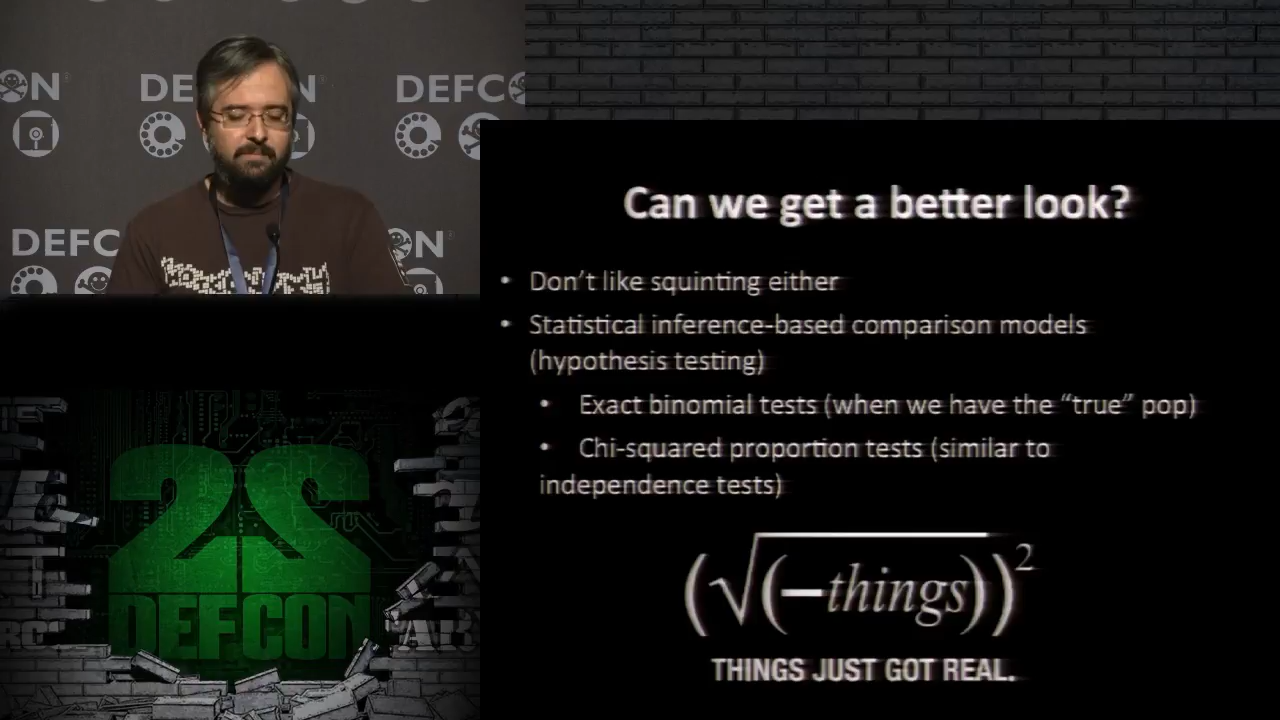 DEFCON
DEFCON
Can we get a better look?
• Don't like squinting either
• Statistical inference-based comparison models
(hypothesis testing)
• Exact binomial tests (when we have the “true” pop)
• Chi-squared proportion tests (similar to
independence tests)
(√(−things))²
THINGS JUST GOT REAL.
22
DEFCON